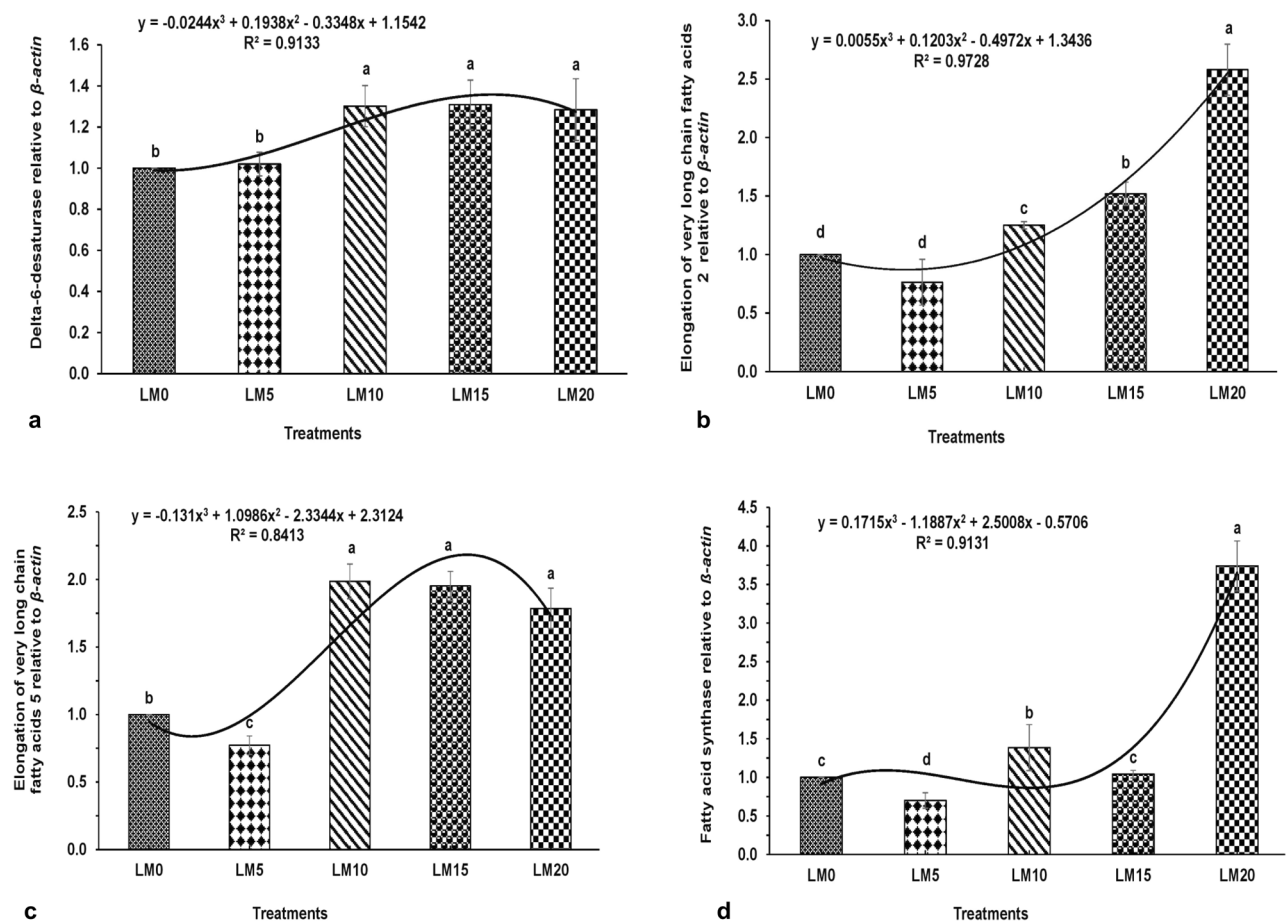 y = -0.0244x³ + 0.1938x² - 0.3348x + 1.1542
R² = 0.9133
Delta-6-desaturase relative to β-actin
1.6
1.4
1.2
1.0
0.8
0.6
0.4
0.2
0.0
b
b
a
a
a
LM0
LM5
LM10
LM15
LM20
Treatments
a
y = 0.0055x³ + 0.1203x² - 0.4972x + 1.3436
R² = 0.9728
Elongation of very long chain fatty acids
2 relative to β-actin
3.0
2.5
2.0
1.5
1.0
0.5
0.0
d
d
c
b
a
LM0
LM5
LM10
LM15
LM20
Treatments
b
y = -0.131x³ + 1.0986x² - 2.3344x + 2.3124
R² = 0.8413
Elongation of very long chain
fatty acids 5 relative to β-actin
2.5
2.0
1.5
1.0
0.5
0.0
b
c
a
a
a
LM0
LM5
LM10
LM15
LM20
Treatments
c
y = 0.1715x³ - 1.1887x² + 2.5008x - 0.5706
R² = 0.9131
Fatty acid synthase relative to ß-actin
4.5
4.0
3.5
3.0
2.5
2.0
1.5
1.0
0.5
0.0
c
d
b
c
a
LM0
LM5
LM10
LM15
LM20
Treatments
d